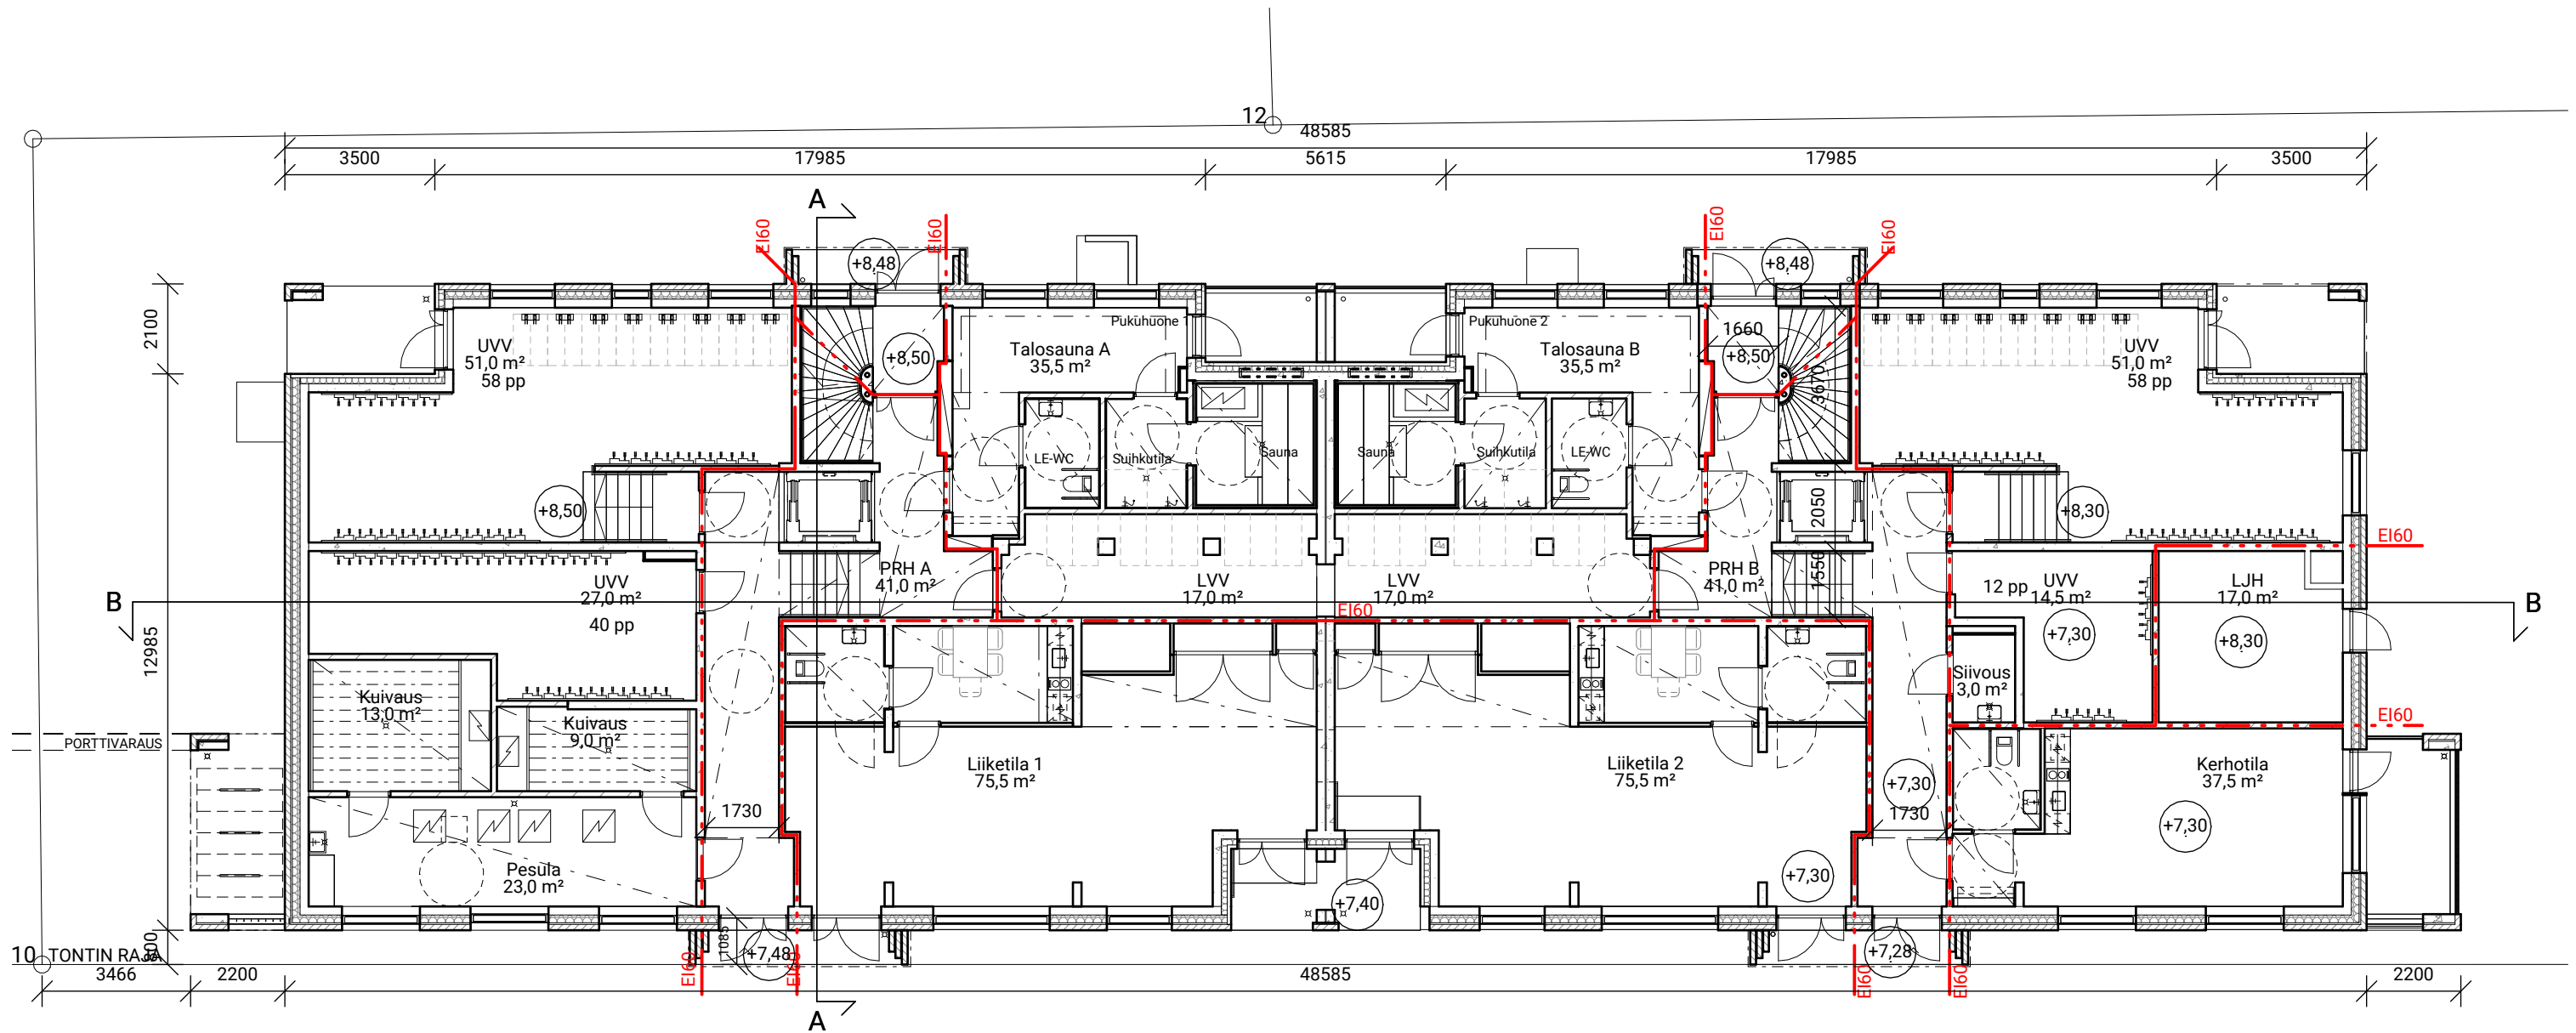 12
48585
3500
17985
5615
17985
3500
A
EI60
EI60
EI60
EI60
+8,48
+8,48
2100
12985
UVV
51,0 m²
58 pp
+8,50
Pukuhuone 1
Talosauna A
35,5 m²
Pukuhuone 2
Talosauna B
35,5 m²
1660
+8,50
3670
UVV
51,0 m²
58 pp
LE-WC
Suihkutila
Sauna
Sauna
Suihkutila
LE-WC
+8,50
2050
+8,30
EI60
UVV
27,0 m²
40 pp
PRH A
41,0 m²
LVV
17,0 m²
LVV
17,0 m²
PRH B
41,0 m²
1550
12 pp
UVV
14,5 m²
LJH
17,0 m²
B
B
EI60
+7,30
+8,30
Kuivaus
13,0 m²
Kuivaus
9,0 m²
Siivous
3,0 m²
EI60
PORTTIVARAUS
Liiketila 1
75,5 m²
Liiketila 2
75,5 m²
Kerhotila
37,5 m²
+7,30
1730
1730
+7,30
Pesula
23,0 m²
+7,30
+7,40
10
TONTIN RAJA
1085
+7,48
+7,28
EI60
EI60
EI60
EI60
3466
2200
48585
2200
A